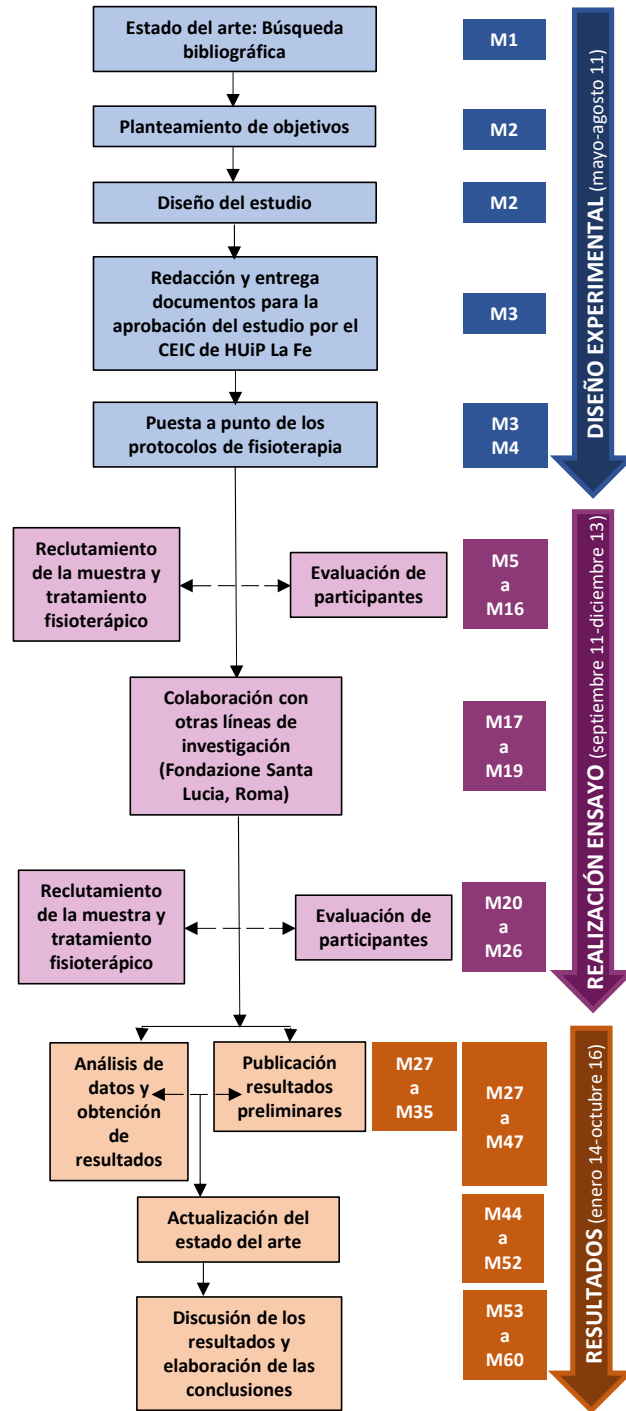 Estado del arte: Búsqueda
bibliográfica
M1
Planteamiento de objetivos
M2
Diseño del estudio
M2
Redacción y entrega
documentos para la
aprobación del estudio por el
CEIC de HUiP La Fe
M3
Puesta a punto de los
protocolos de fisioterapia
M3
M4
DISEÑO EXPERIMENTAL (mayo-agosto 11)
Reclutamiento
de la muestra y
tratamiento
fisioterápico
Evaluación de
participantes
M5
a
M16
Colaboración con
otras líneas de
investigación
(Fondazione Santa
Lucia, Roma)
M17
a
M19
Reclutamiento
de la muestra y
tratamiento
fisioterápico
Evaluación de
participantes
M20
a
M26
REALIZACIÓN ENSAYO (septiembre 11-diciembre 13)
Análisis de
datos y
obtención de
resultados
Publicación
resultados
preliminares
M27
a
M35
M27
a
M47
Actualización del
estado del arte
M44
a
M52
Discusión de los
resultados y
elaboración de las
conclusiones
M53
a
M60
RESULTADOS (enero 14-octubre 16)